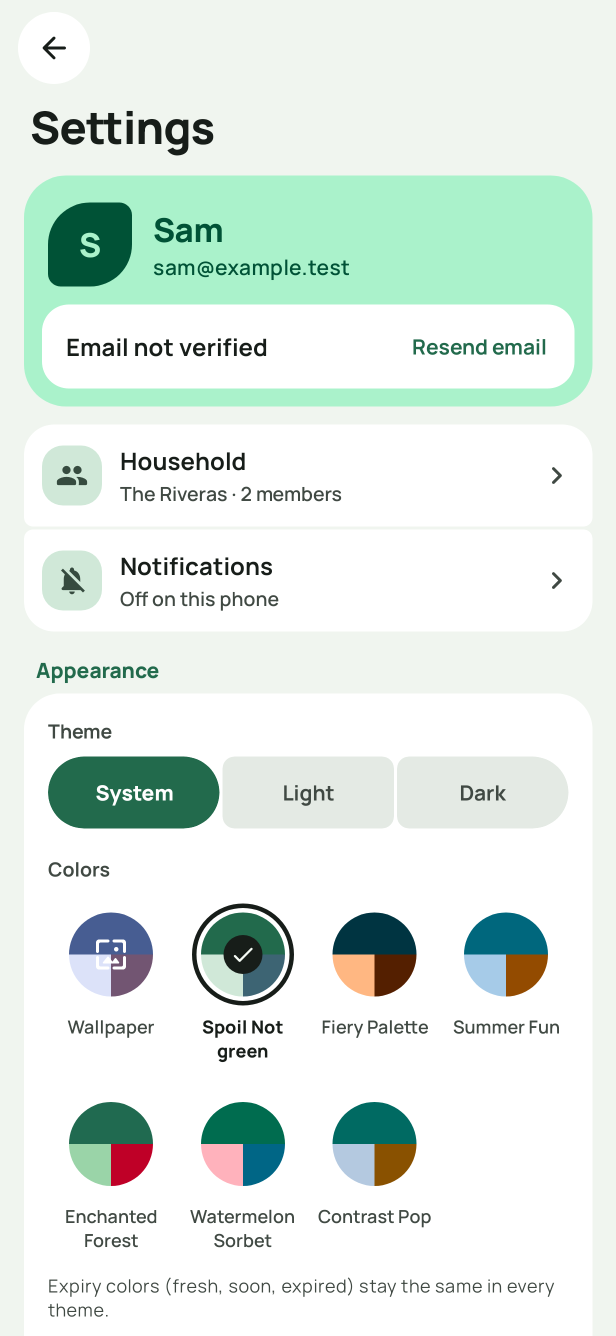 Settings
S
Sam
sam@example.test
Email not verified
Resend email
Household
The Riveras · 2 members
Notifications
Off on this phone
Appearance
Theme
System
Light
Dark
Colors
Wallpaper
Spoil Not
green
Fiery Palette
Summer Fun
Enchanted
Forest
Watermelon
Sorbet
Contrast Pop
Expiry colors (fresh, soon, expired) stay the same in every
theme.